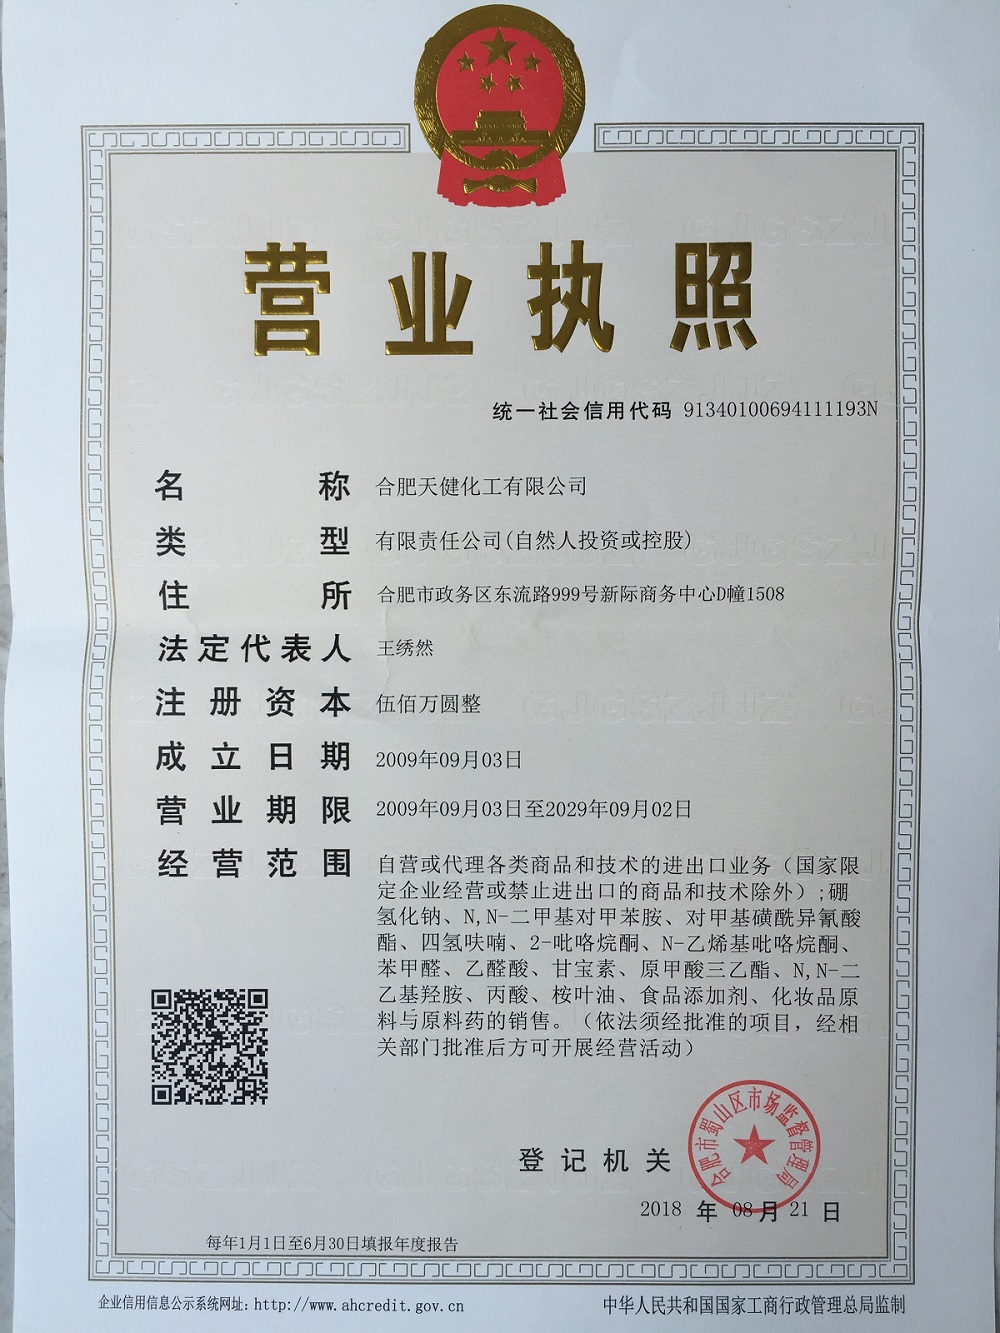 营业执照
统一社会信用代码 91340100694111193N
名称 合肥天健化工有限公司
类型 有限责任公司(自然人投资或控股)
住所 合肥市政务区东流路999号新际商务中心D幢1508
法定代表人 王绣然
注册资本 伍佰万圆整
成立日期 2009年09月03日
营业期限 2009年09月03日至2029年09月02日
经营范围 自营或代理各类商品和技术的进出口业务（国家限
定企业经营或禁止进出口的商品和技术除外）;硼
氢化钠、N,N-二甲基对甲苯胺、对甲基磺酰异氰酸
酯、四氢呋喃、2-吡咯烷酮、N-乙烯基吡咯烷酮、
苯甲醛、乙醛酸、甘宝素、原甲酸三乙酯、N,N-二
乙基羟胺、丙酸、桉叶油、食品添加剂、化妆品原
料与原料药的销售。（依法须经批准的项目，经相
关部门批准后方可开展经营活动）
合肥市蜀山区市场监督管理局
登记机关
2018 年 08 月 21 日
每年1月1日至6月30日填报年度报告
企业信用信息公示系统网址: http://www.ahcredit.gov.cn
中华人民共和国国家工商行政管理总局监制